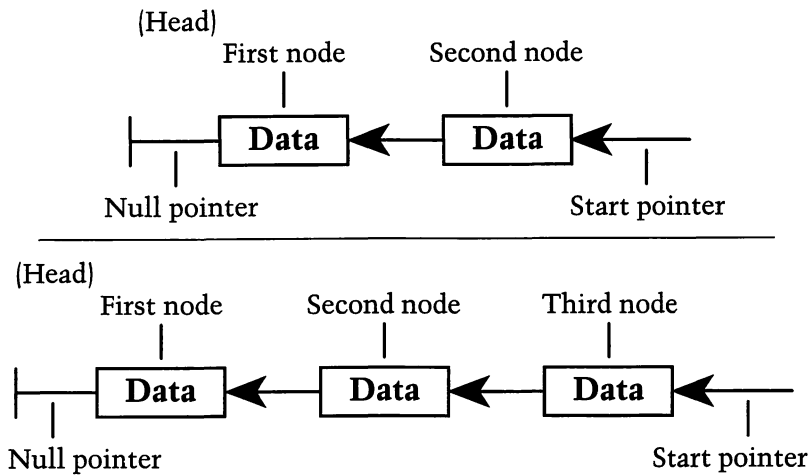 (Head)
First node Second node
Data Data
Null pointer Start pointer
(Head)
First node Second node Third node
Data Data Data
Null pointer Start pointer